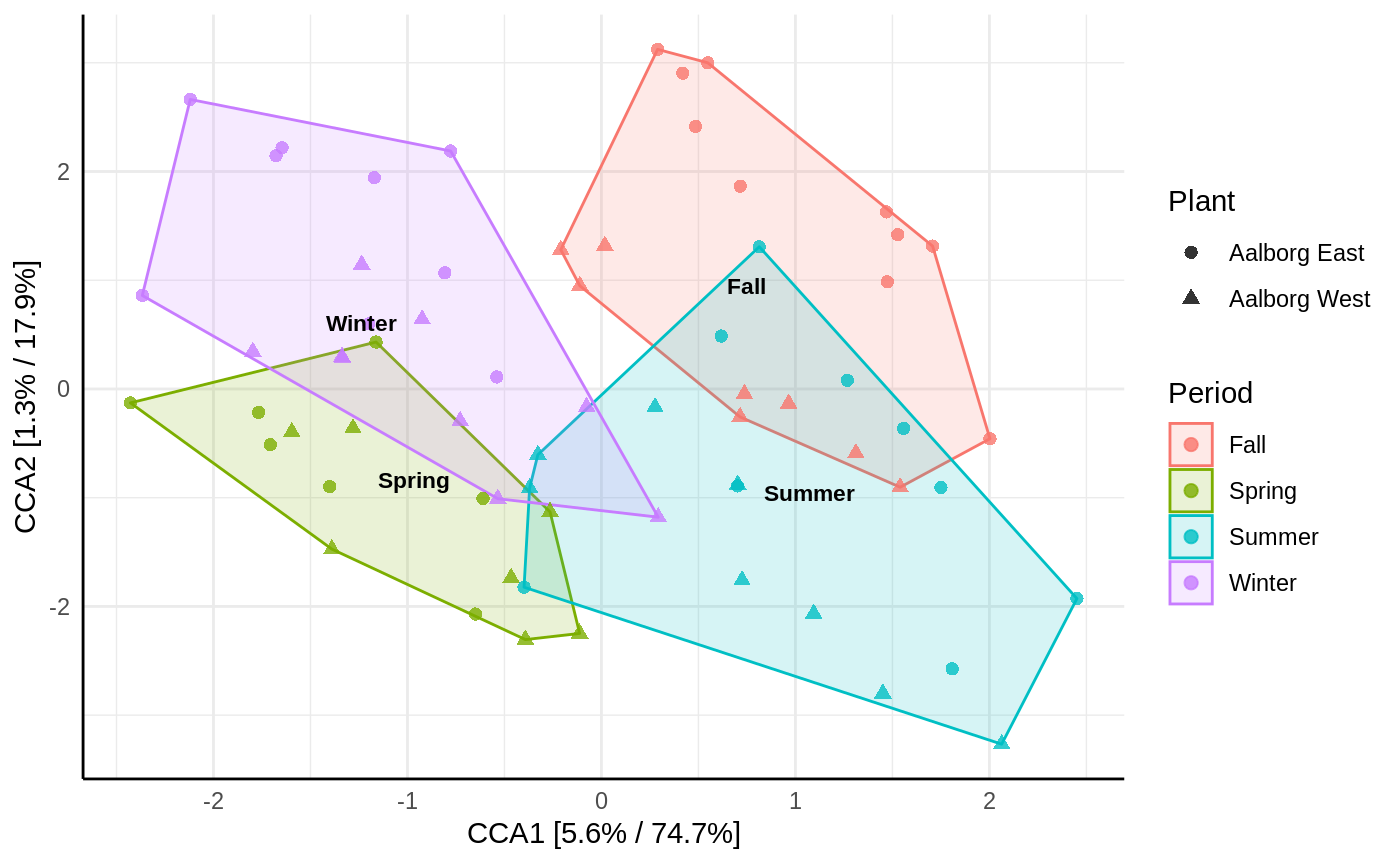 CCA2 [1.3% / 17.9%]
2
0
-2
Fall
Winter
Spring
Summer
-2
-1
0
1
2
CCA1 [5.6% / 74.7%]
Plant
Aalborg East
Aalborg West
Period
Fall
Spring
Summer
Winter